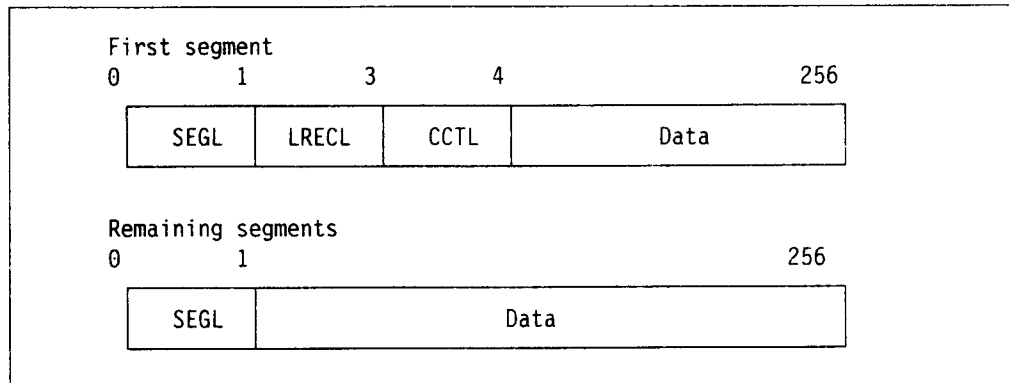 First segment
0 1 3 4 256
SEGL LRECL CCTL Data
Remaining segments
0 1 256
SEGL Data